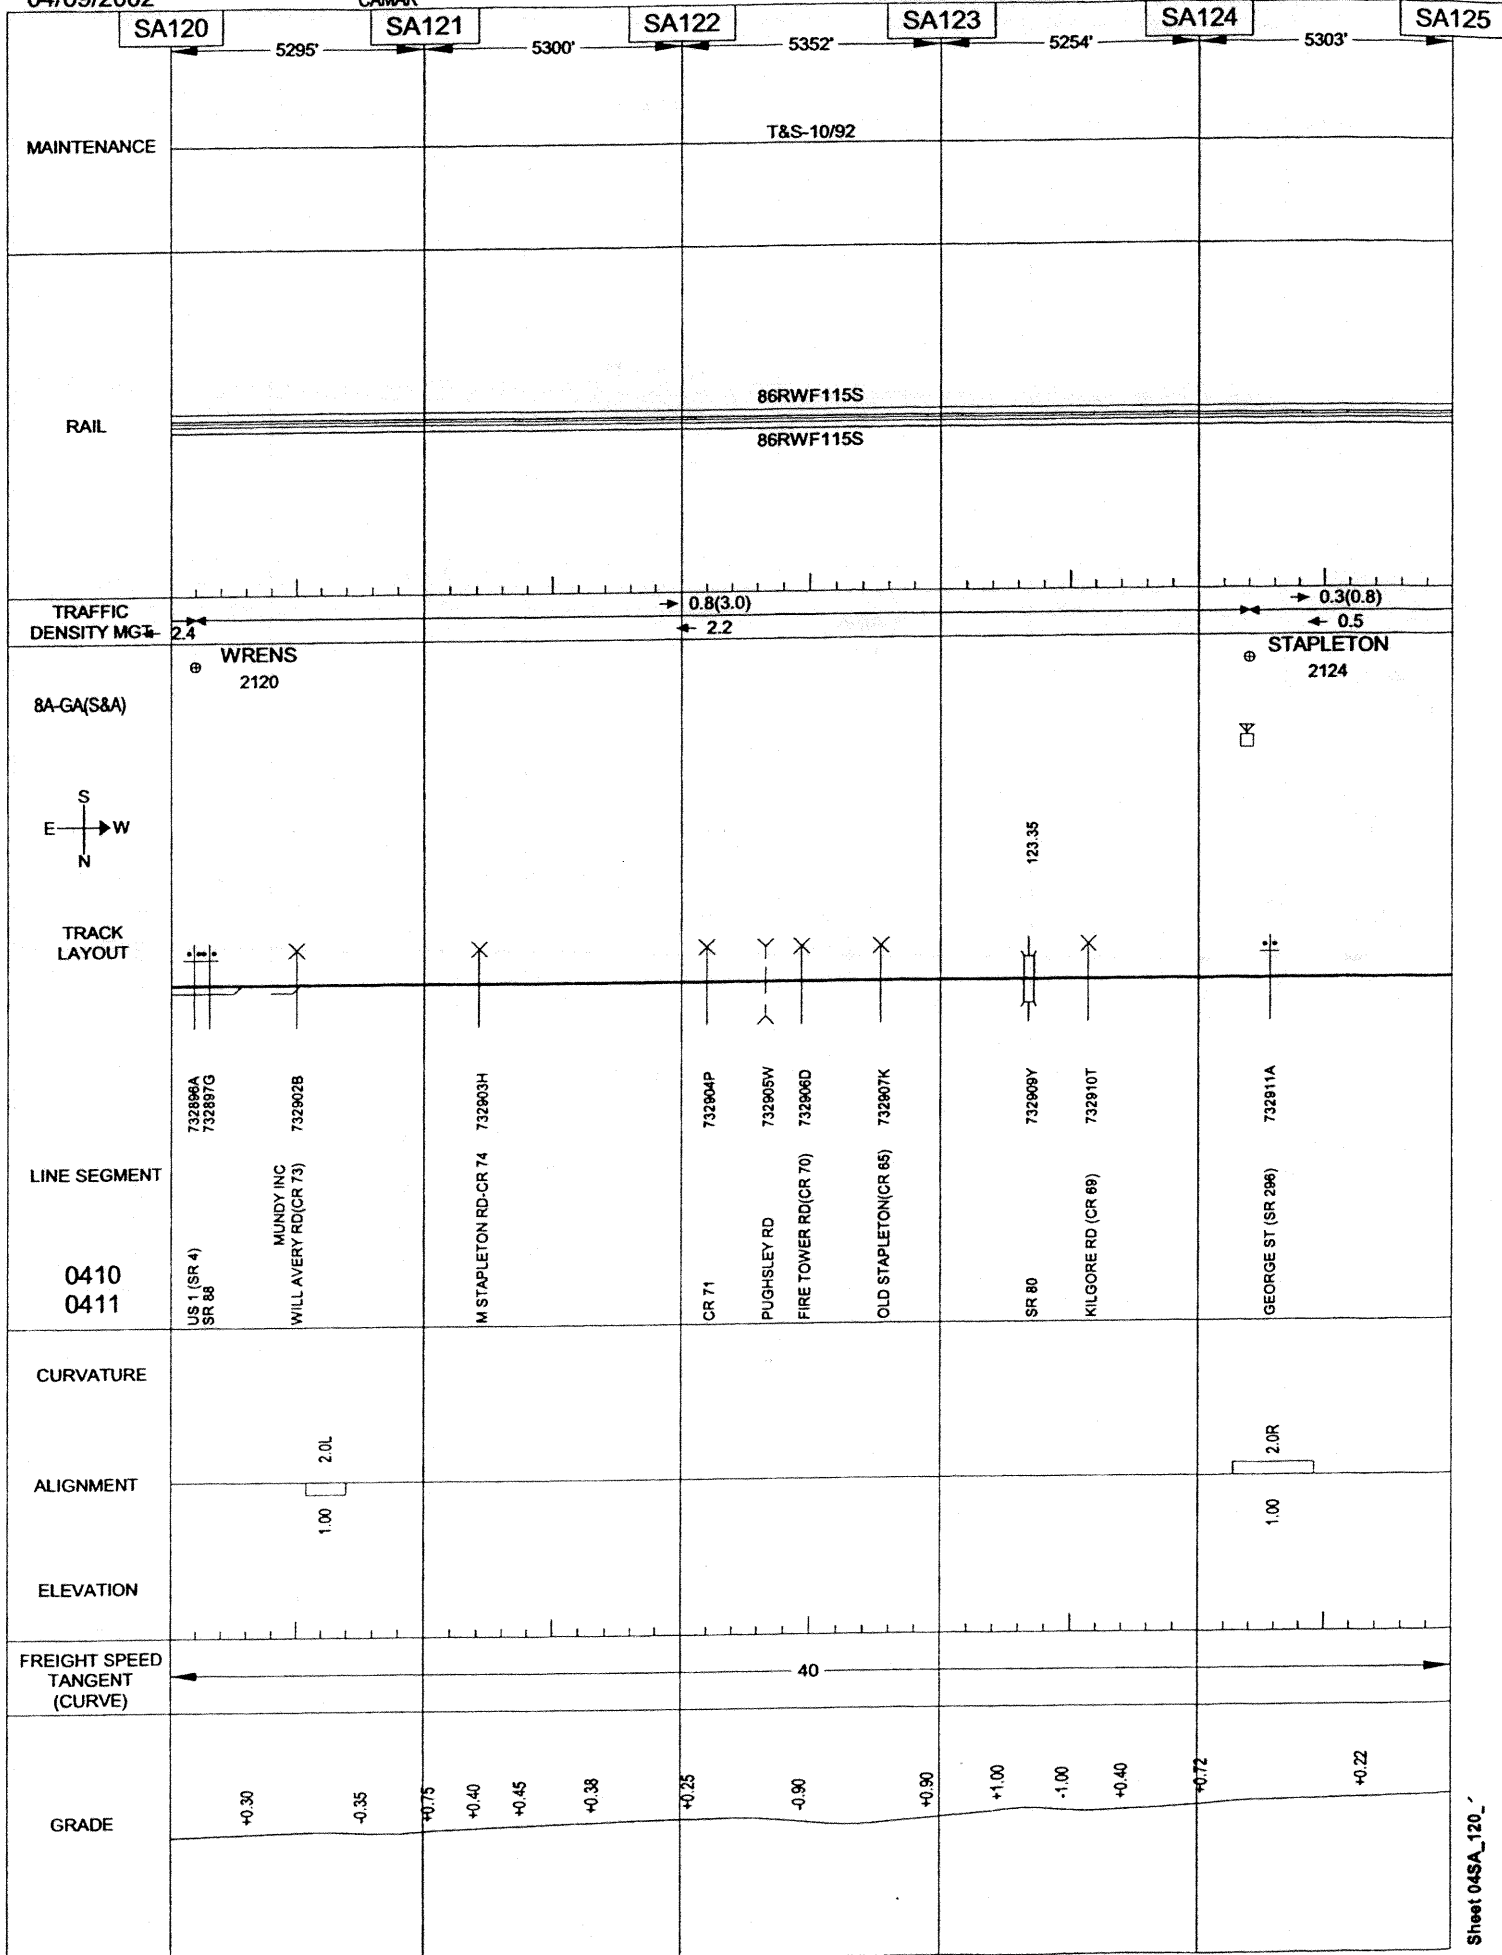 04/09/2002
CAMAR
SA120
SA121
SA122
SA123
SA124
SA125
5295'
5300'
5352'
5254'
5303'
MAINTENANCE
T&S-10/92
RAIL
86RWF115S
86RWF115S
TRAFFIC
DENSITY MGT
2.4
0.8(3.0)
2.2
0.3(0.8)
0.5
WRENS
2120
STAPLETON
2124
8A-GA(S&A)
S
E W
N
123.35
TRACK
LAYOUT
732896A
732897G
732902B
732903H
732904P
732905W
732906D
732907K
732909Y
732910T
732911A
LINE SEGMENT
0410
0411
US 1 (SR 4)
SR 88
MUNDY INC
WILL AVERY RD(CR 73)
M STAPLETON RD-CR 74
CR 71
PUGHSLEY RD
FIRE TOWER RD(CR 70)
OLD STAPLETON(CR 65)
SR 80
KILGORE RD (CR 69)
GEORGE ST (SR 296)
CURVATURE
2.0L
2.0R
ALIGNMENT
1.00
1.00
ELEVATION
FREIGHT SPEED
TANGENT
(CURVE)
40
GRADE
+0.30
-0.35
+0.75
+0.40
+0.45
+0.38
+0.25
-0.90
+0.90
+1.00
-1.00
+0.40
+0.72
+0.22
Sheet 04SA_120_